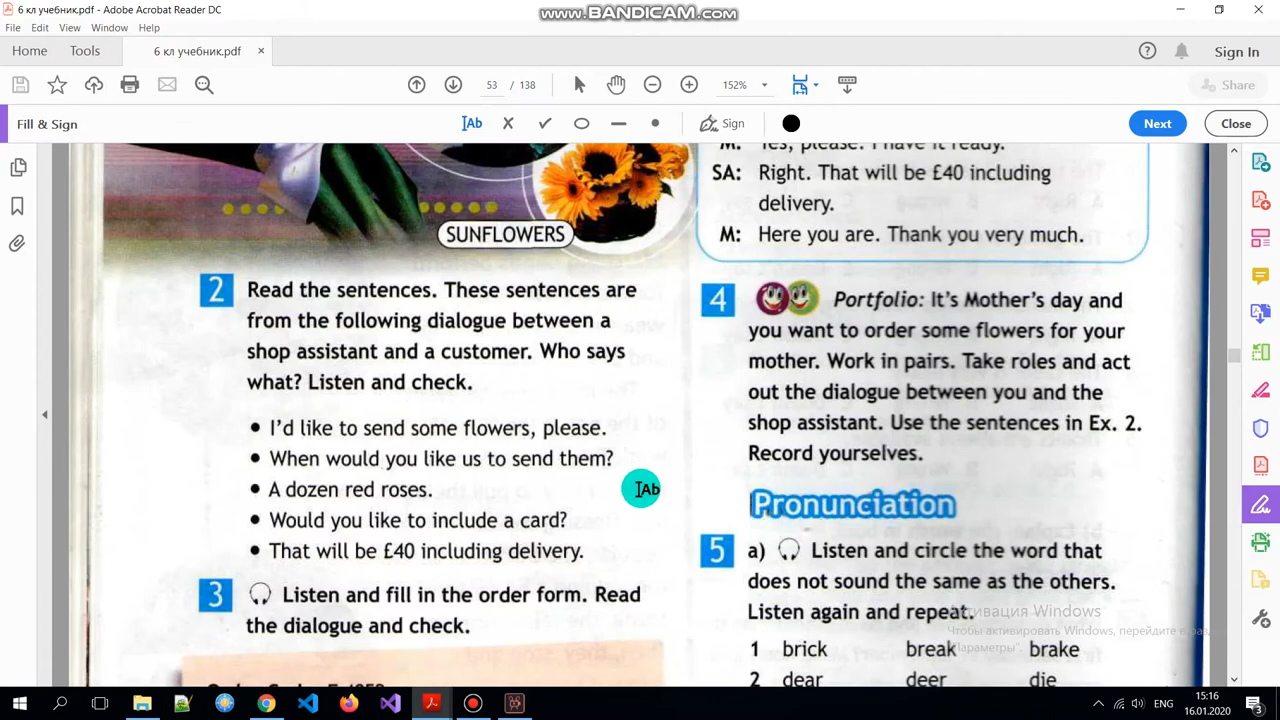 6 кл учебник.pdf - Adobe Acrobat Reader DC
www.BANDICAM.com
File Edit View Window Help
Home Tools 6 кл учебник.pdf × Sign In
53 / 138 152% Share
Fill & Sign Ab Sign Next Close
SUNFLOWERS
2 Read the sentences. These sentences are
from the following dialogue between a
shop assistant and a customer. Who says
what? Listen and check.
• I'd like to send some flowers, please.
• When would you like us to send them?
• A dozen red roses.
Ab
• Would you like to include a card?
• That will be £40 including delivery.
3 Listen and fill in the order form. Read
the dialogue and check.
M: Yes, please. I have it ready.
SA: Right. That will be £40 including
delivery.
M: Here you are. Thank you very much.
4 Portfolio: It's Mother's day and
you want to order some flowers for your
mother. Work in pairs. Take roles and act
out the dialogue between you and the
shop assistant. Use the sentences in Ex. 2.
Record yourselves.
Pronunciation
5 a) Listen and circle the word that
does not sound the same as the others.
Listen again and repeat.
1 brick break brake
2 dear deer die
Активация Windows
Чтобы активировать Windows, перейдите в раз
"Параметры".
ENG 15:16
16.01.2020
3